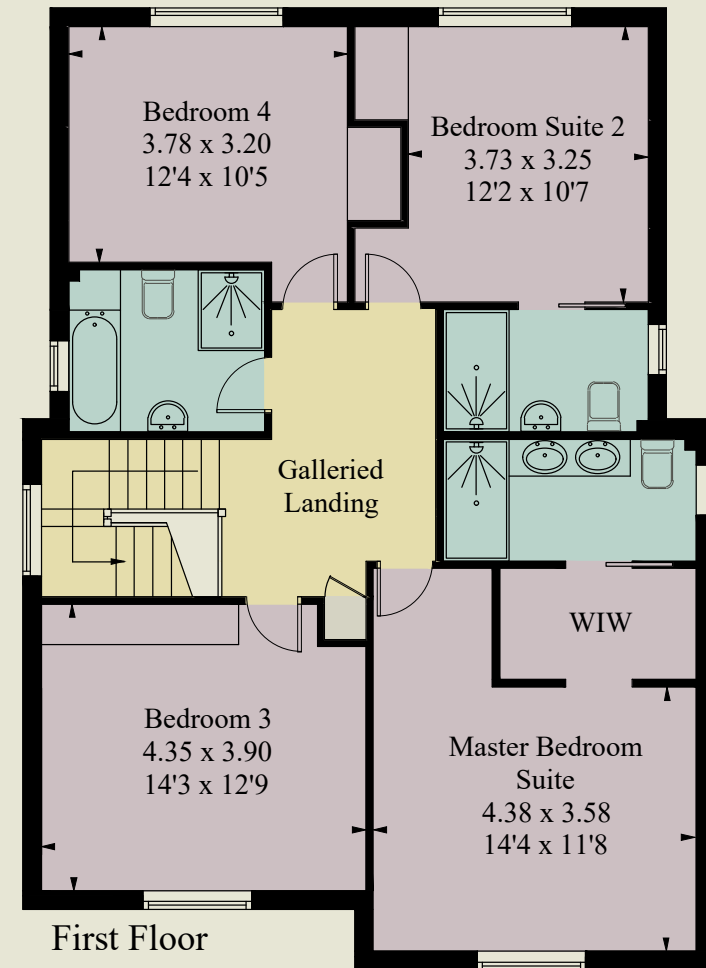 Bedroom 4
3.78 x 3.20
12'4 x 10'5
Bedroom Suite 2
3.73 x 3.25
12'2 x 10'7
Galleried
Landing
WIW
Bedroom 3
4.35 x 3.90
14'3 x 12'9
Master Bedroom
Suite
4.38 x 3.58
14'4 x 11'8
First Floor